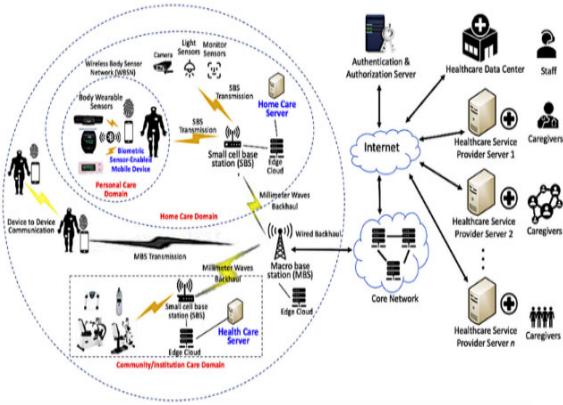 Light
Sensors
Monitor
Sensors
Camera
Wireless Body Sensor
Network (WBSN)
Body Wearable
Sensors
Biometric
Sensor-Enabled
Mobile Device
Personal Care
Domain
SBS
Transmission
SBS
Transmission
Home Care
Server
Small cell base
station (SBS)
Edge
Cloud
Home Care Domain
Millimeter Waves
Backhaul
Device to Device
Communication
MBS Transmission
Wired Backhaul
Macro base
station (MBS)
Edge Cloud
Millimeter Waves
Backhaul
Small cell base
station (SBS)
Edge Cloud
Health Care
Server
Community/Institution Care Domain
Authentication &
Authorization Server
Internet
Core Network
Healthcare Data Center
Staff
Healthcare Service
Provider Server 1
Caregivers
Healthcare Service
Provider Server 2
Caregivers
Healthcare Service
Provider Server n
Caregivers